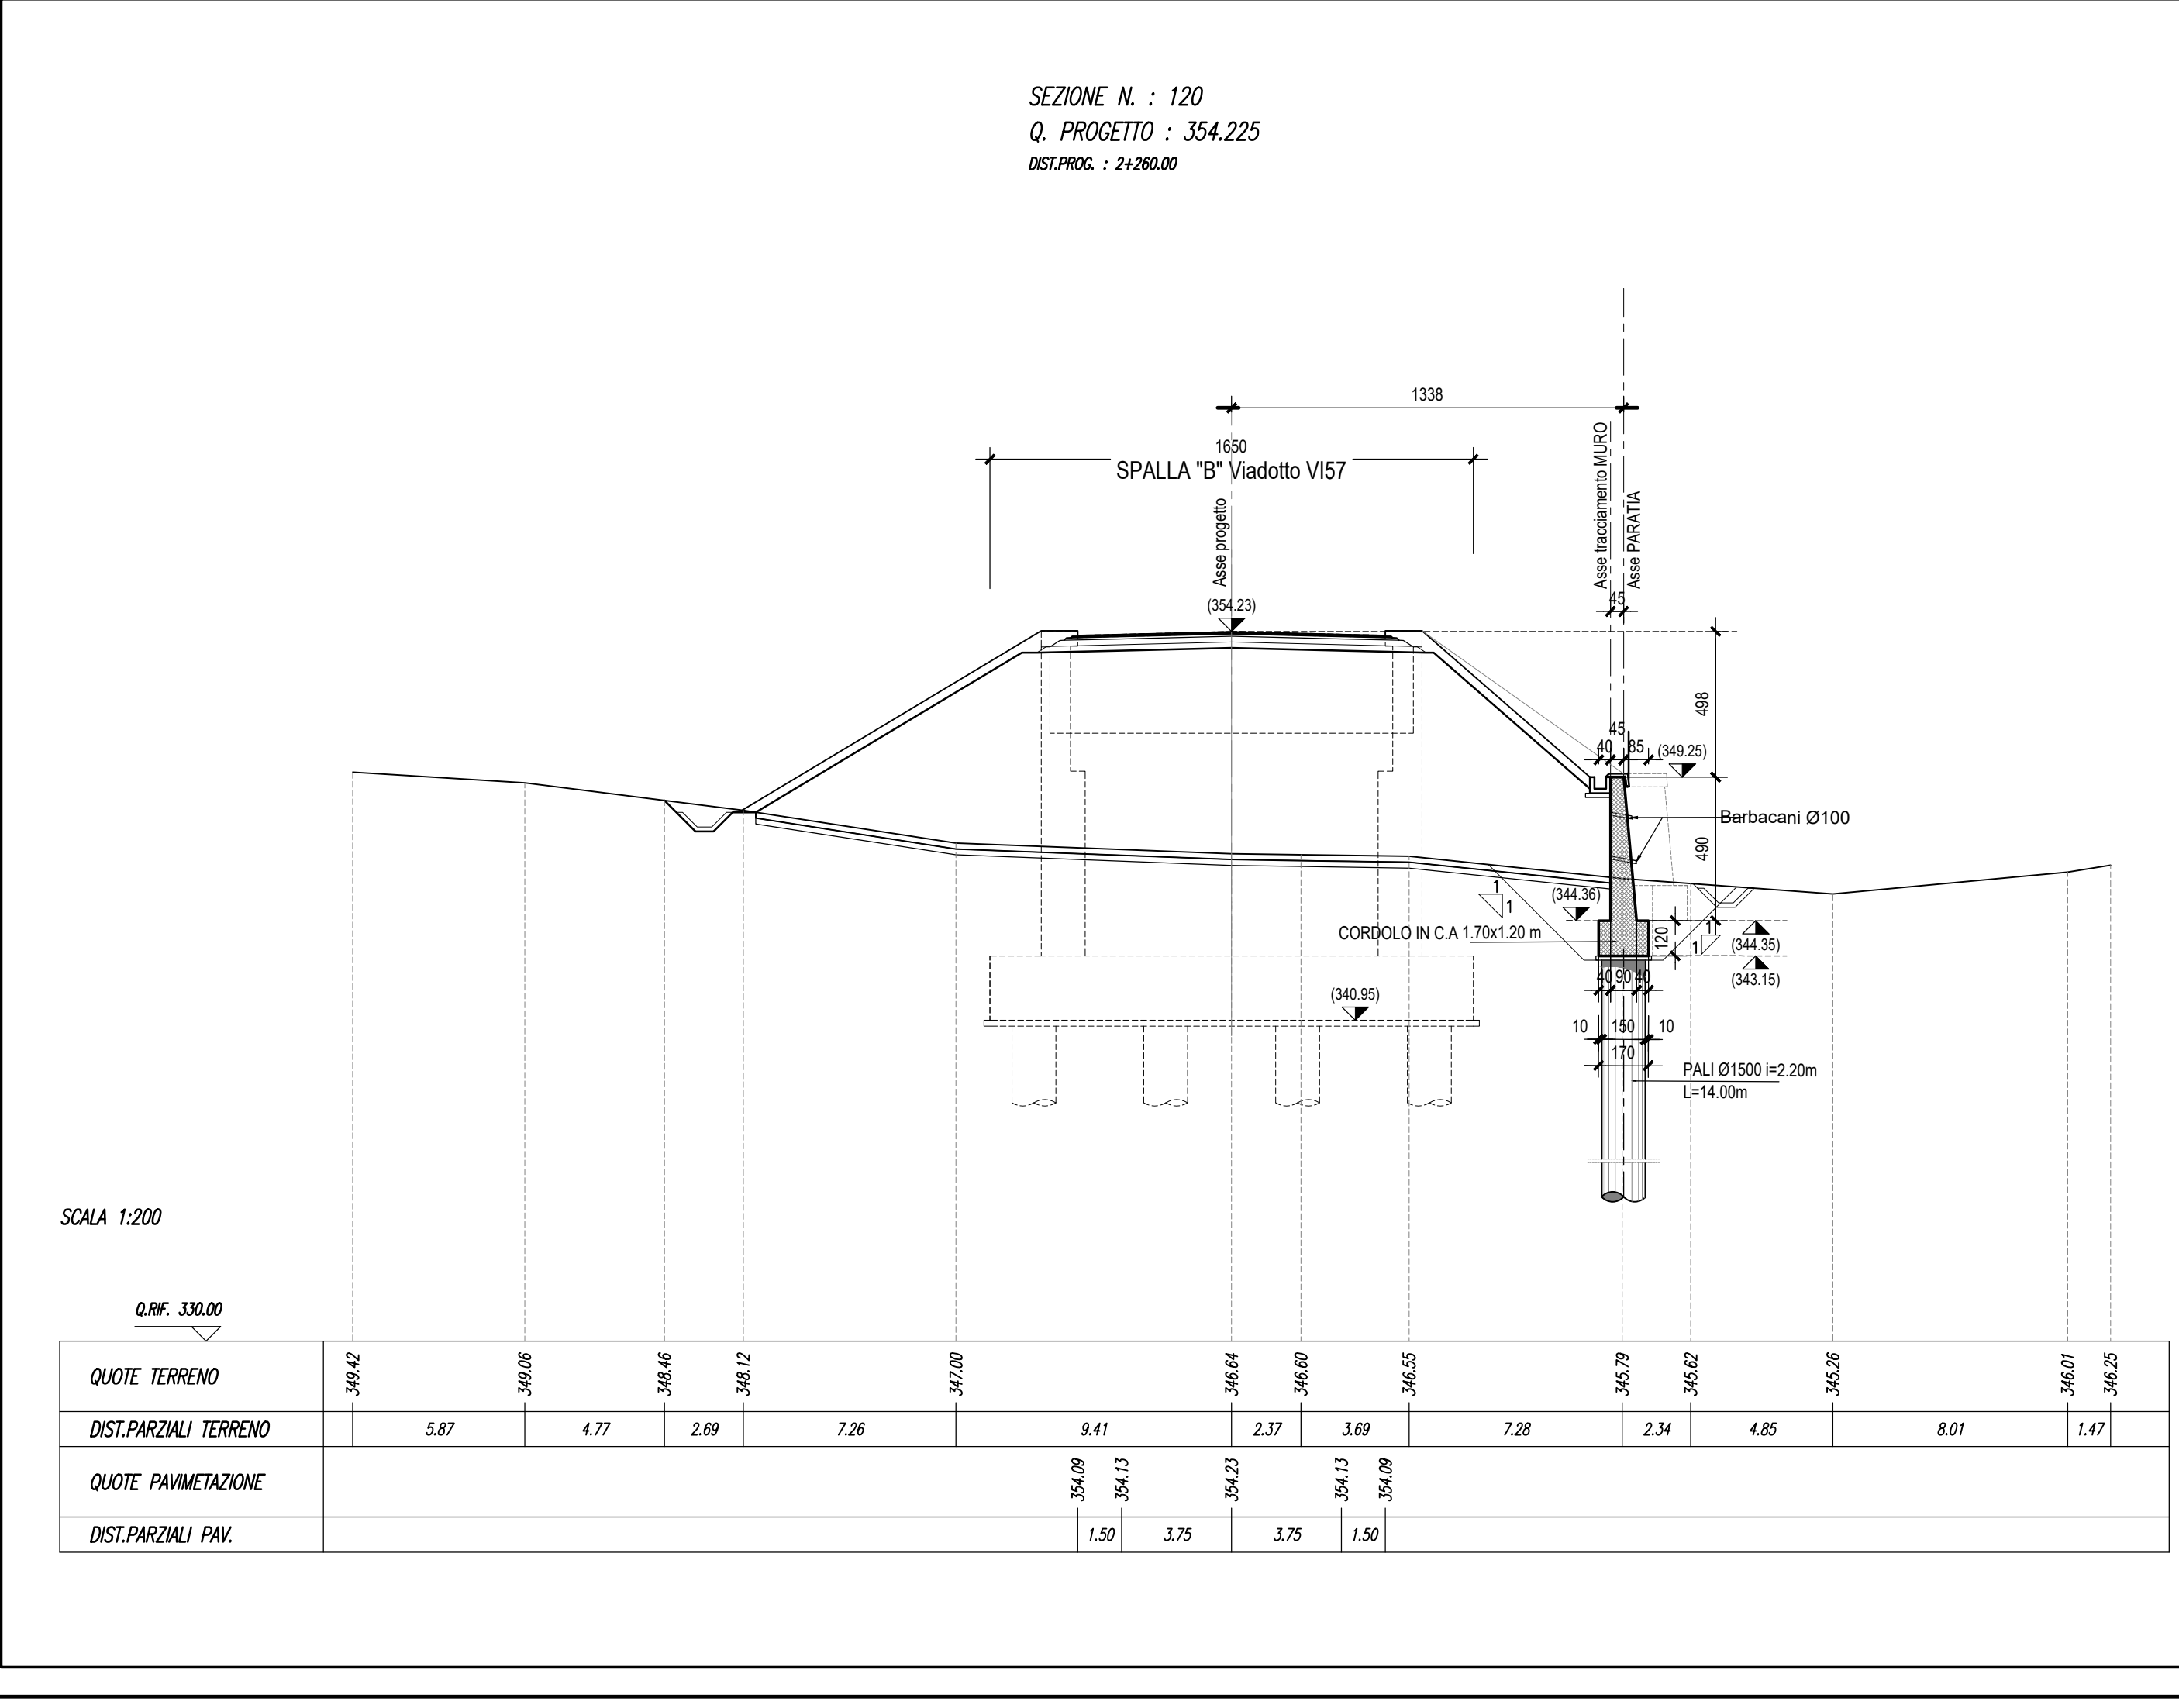 SEZIONE N. : 120
Q. PROGETTO : 354.225
DIST.PROG. : 2+260.00
1338
1650
SPALLA "B" Viadotto VI57
Asse progetto
(354.23)
Asse tracciamento MURO
Asse PARATIA
45
498
45
40
85
(349.25)
Barbacani Ø100
490
1
1
(344.36)
CORDOLO IN C.A 1.70x1.20 m
120
1
1
(344.35)
(343.15)
40 90 40
(340.95)
10 150 10
170
PALI Ø1500 i=2.20m
L=14.00m
SCALA 1:200
Q.RIF. 330.00
QUOTE TERRENO 349.42 349.06 348.46 348.12 347.00 346.64 346.60 346.55 345.79 345.62 345.26 346.01 346.25
DIST.PARZIALI TERRENO 5.87 4.77 2.69 7.26 9.41 2.37 3.69 7.28 2.34 4.85 8.01 1.47
QUOTE PAVIMETAZIONE 354.09 354.13 354.23 354.13 354.09
DIST.PARZIALI PAV. 1.50 3.75 3.75 1.50